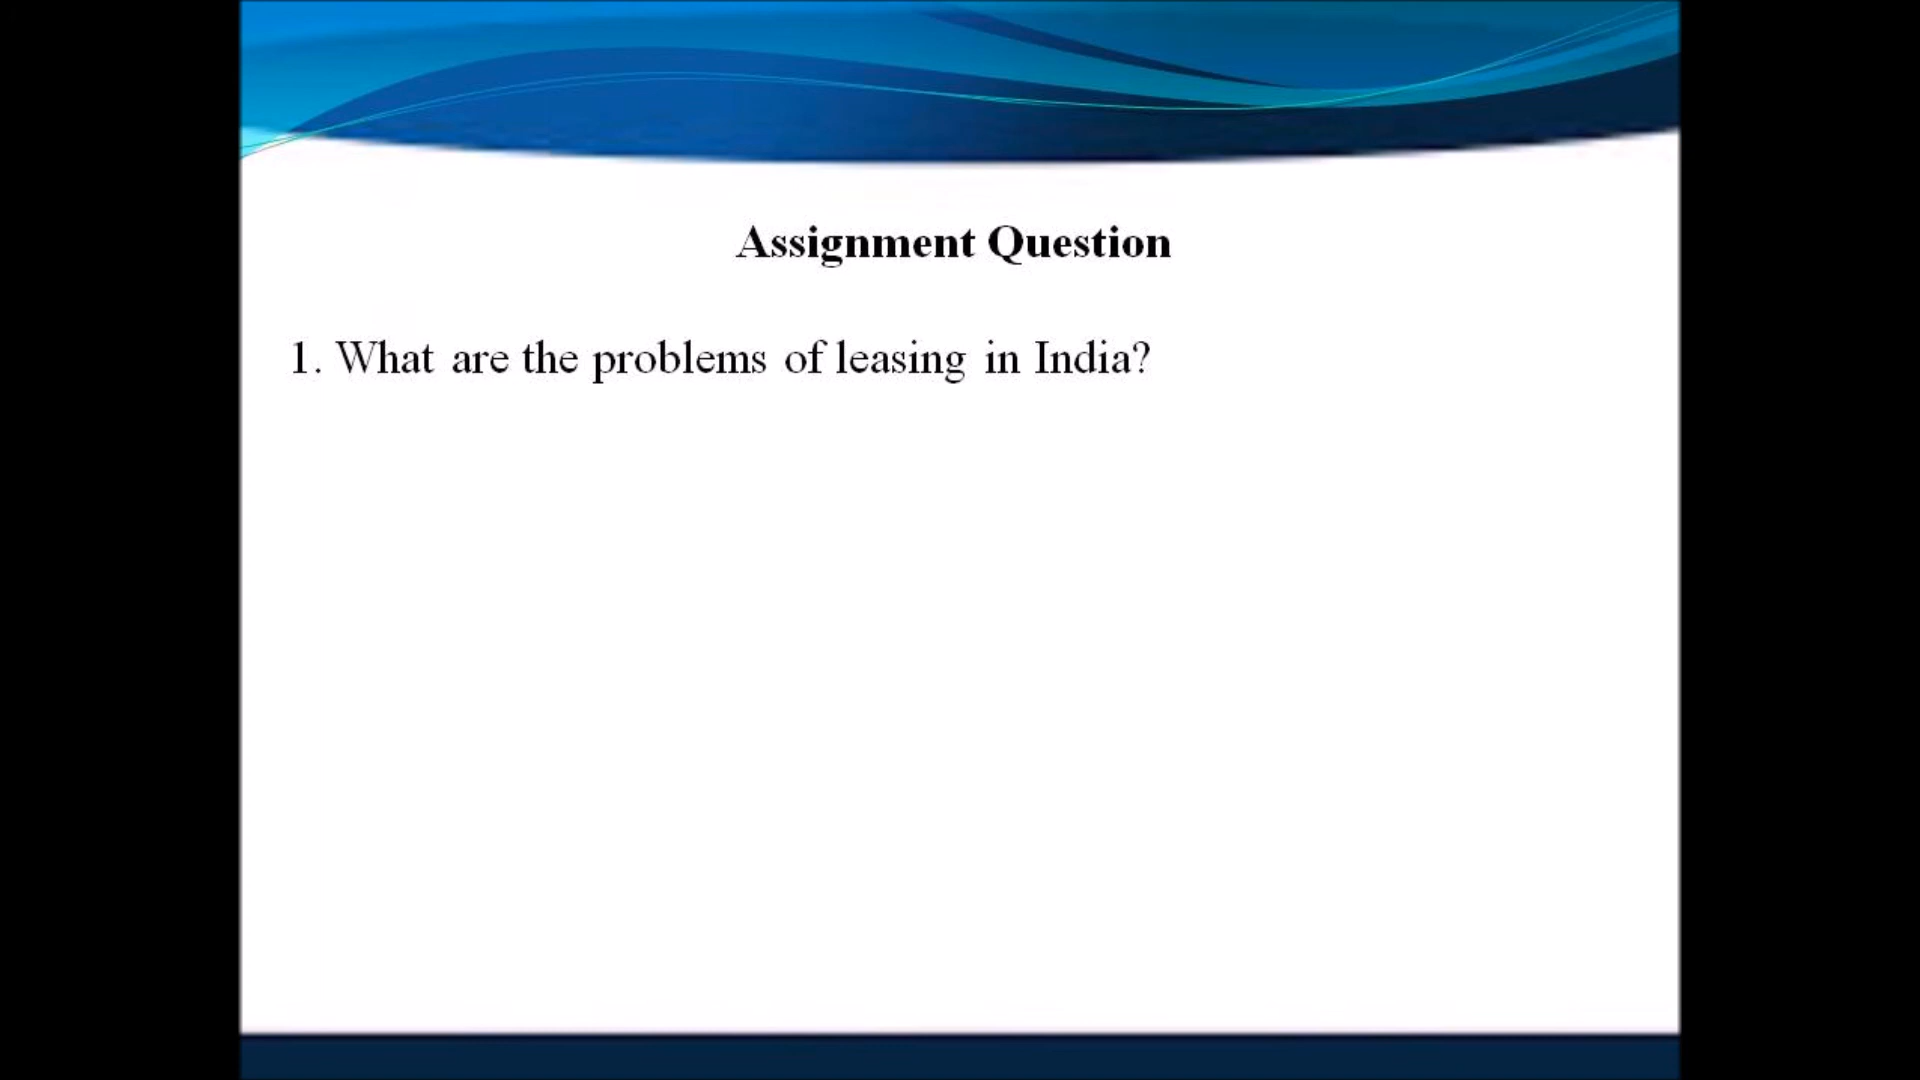 Assignment Question
1. What are the problems of leasing in India?